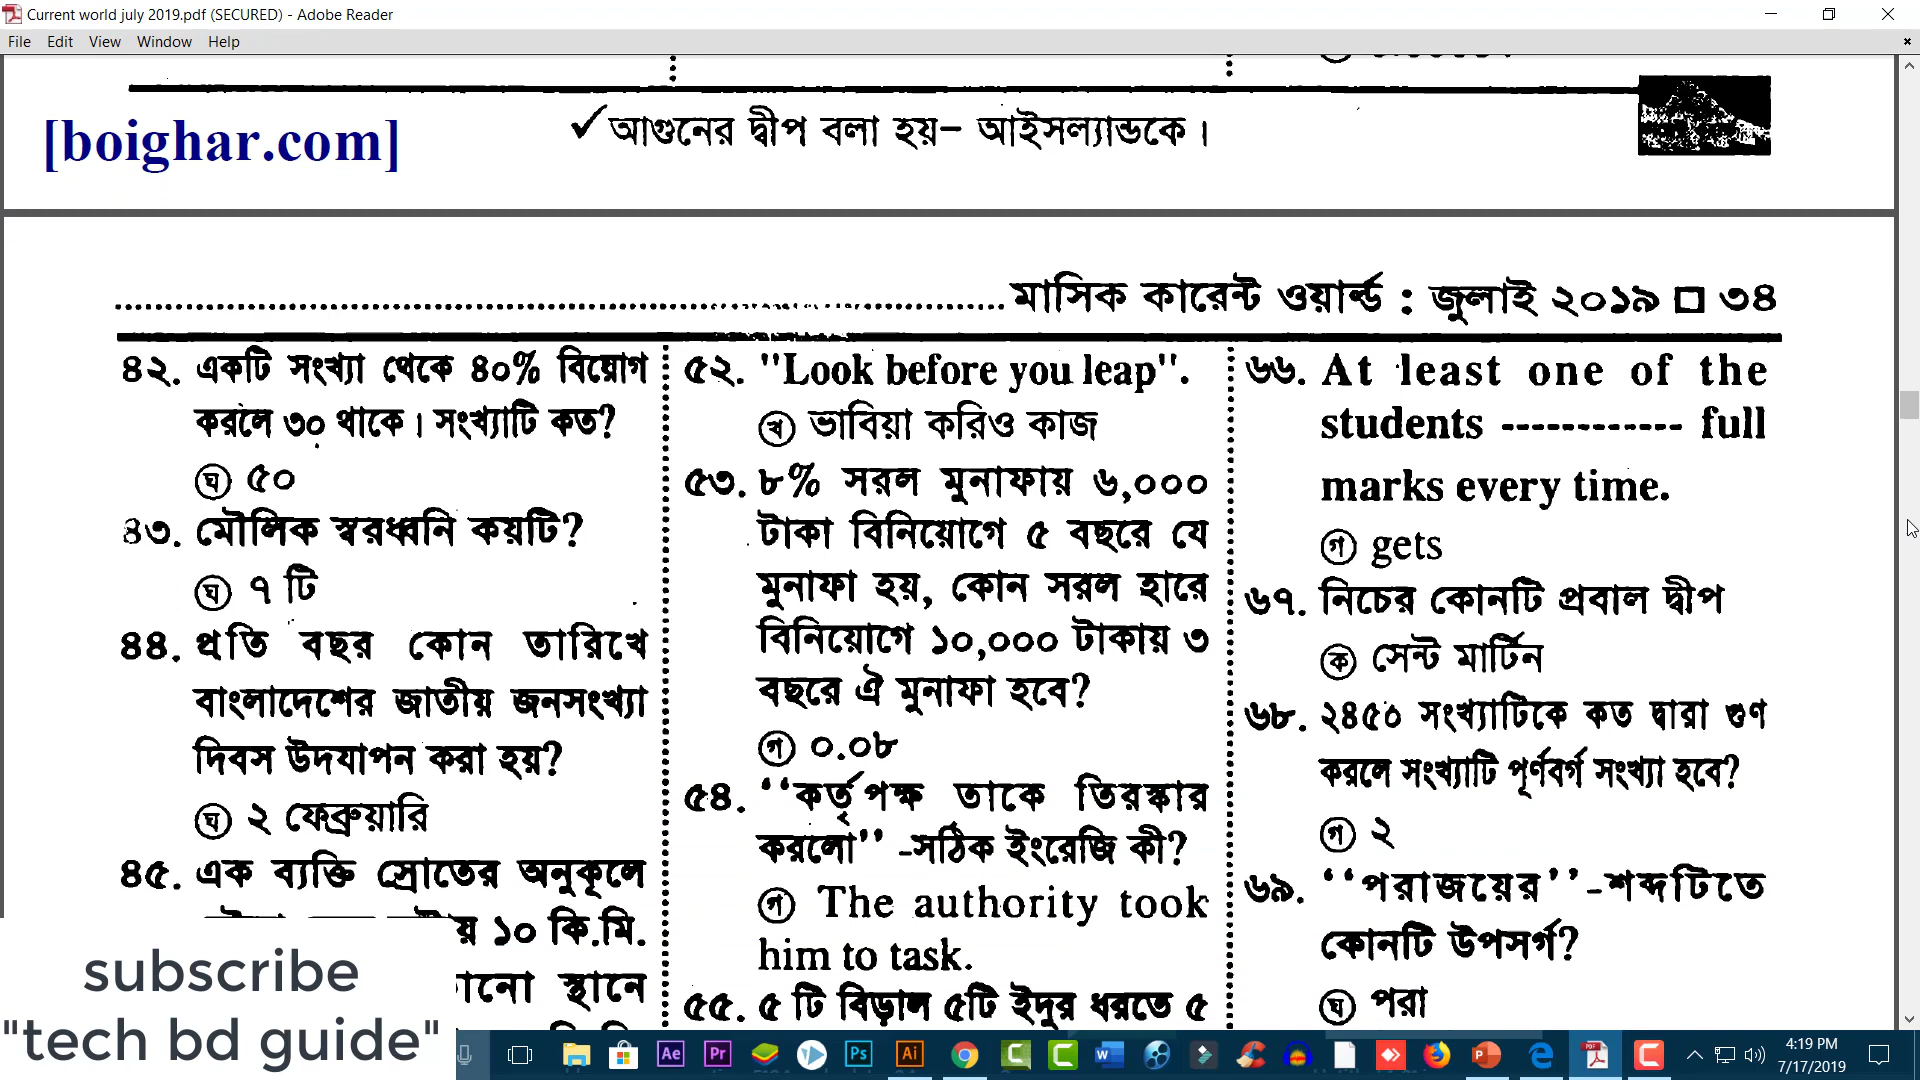 Current world july 2019.pdf (SECURED) - Adobe Reader
File Edit View Window Help
[boighar.com]
✓আগুনের দ্বীপ বলা হয়– আইসল্যান্ডকে।
মাসিক কারেন্ট ওয়ার্ল্ড : জুলাই ২০১৯ □ ৩৪
৪২. একটি সংখ্যা থেকে ৪০% বিয়োগ
করলে ৩০ থাকে। সংখ্যাটি কত?
ঘ ৫০
৪৩. মৌলিক স্বরধ্বনি কয়টি?
ঘ ৭ টি
৪৪. প্রতি বছর কোন তারিখে
বাংলাদেশের জাতীয় জনসংখ্যা
দিবস উদযাপন করা হয়?
ঘ ২ ফেব্রুয়ারি
৪৫. এক ব্যক্তি স্রোতের অনুকূলে
য় ১০ কি.মি.
স্থানে
৫২. "Look before you leap".
খ ভাবিয়া করিও কাজ
৫৩. ৮% সরল মুনাফায় ৬,০০০
টাকা বিনিয়োগে ৫ বছরে যে
মুনাফা হয়, কোন সরল হারে
বিনিয়োগে ১০,০০০ টাকায় ৩
বছরে ঐ মুনাফা হবে?
গ ০.০৮
৫৪. ‘‘কর্তৃপক্ষ তাকে তিরস্কার
করলো’’ -সঠিক ইংরেজি কী?
গ The authority took
him to task.
৫৫. ৫ টি বিড়াল ৫টি ইদুর ধরতে ৫
৬৬. At least one of the
students ------------ full
marks every time.
গ gets
৬৭. নিচের কোনটি প্রবাল দ্বীপ
ক সেন্ট মার্টিন
৬৮. ২৪৫০ সংখ্যাটিকে কত দ্বারা গুণ
করলে সংখ্যাটি পূর্ণবর্গ সংখ্যা হবে?
গ ২
৬৯. ‘‘পরাজয়ের’’-শব্দটিতে
কোনটি উপসর্গ?
ঘ পরা
subscribe
"tech bd guide"
4:19 PM
7/17/2019